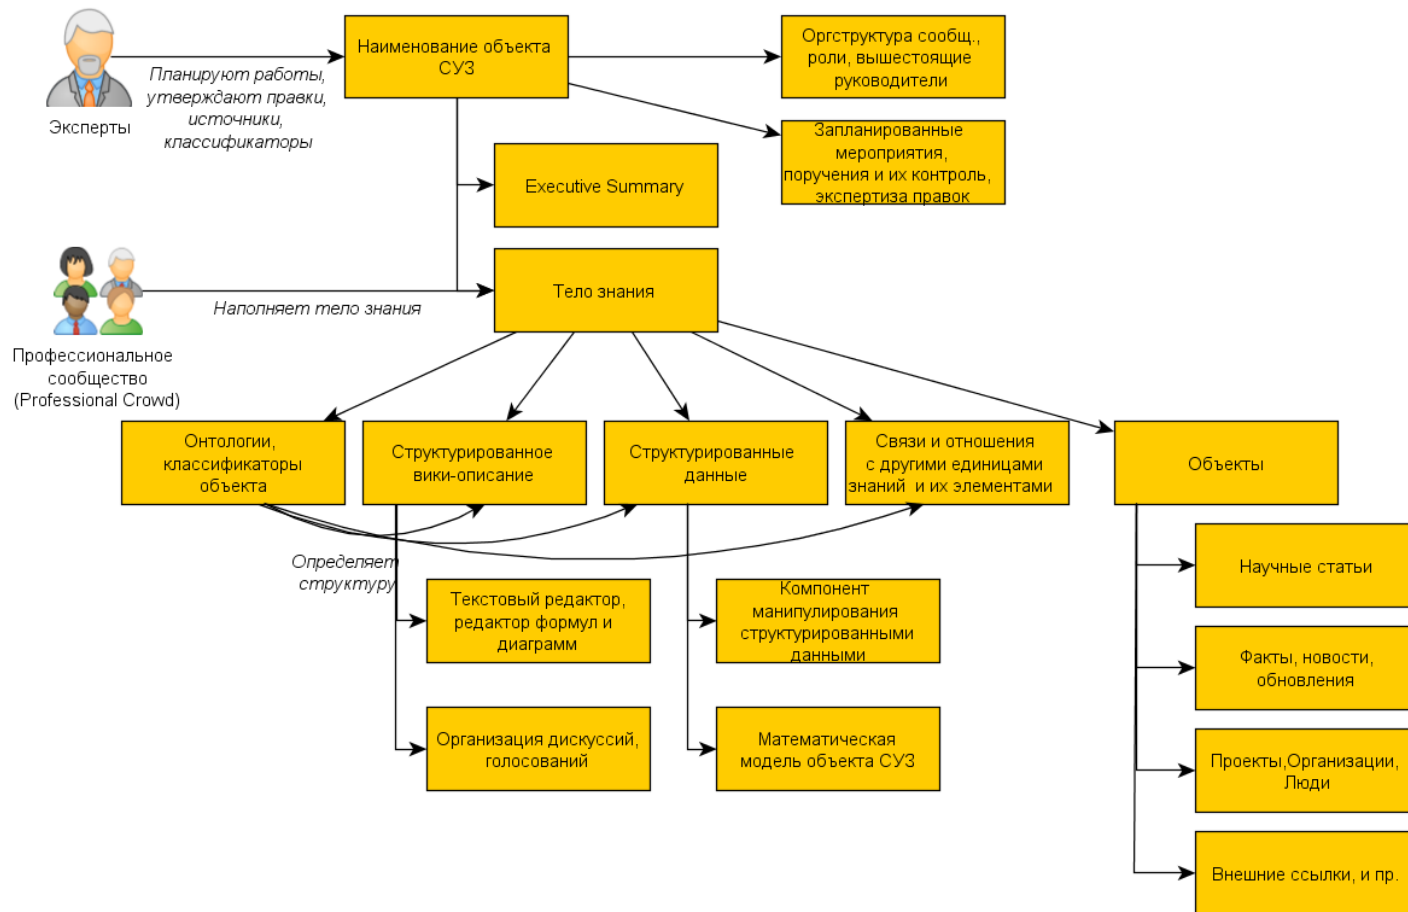 Эксперты
Планируют работы,
утверждают правки,
источники,
классификаторы
Наименование объекта
СУЗ
Оргструктура сообщ.,
роли, вышестоящие
руководители
Запланированные
мероприятия,
поручения и их контроль,
экспертиза правок
Executive Summary
Профессиональное
сообщество
(Professional Crowd)
Наполняет тело знания
Тело знания
Онтологии,
классификаторы
объекта
Структурированное
вики-описание
Структурированные
данные
Связи и отношения
с другими единицами
знаний и их элементами
Объекты
Определяет
структуру
Текстовый редактор,
редактор формул и
диаграмм
Организация дискуссий,
голосований
Компонент
манипулирования
структурированными
данными
Математическая
модель объекта СУЗ
Научные статьи
Факты, новости,
обновления
Проекты,Организации,
Люди
Внешние ссылки, и пр.